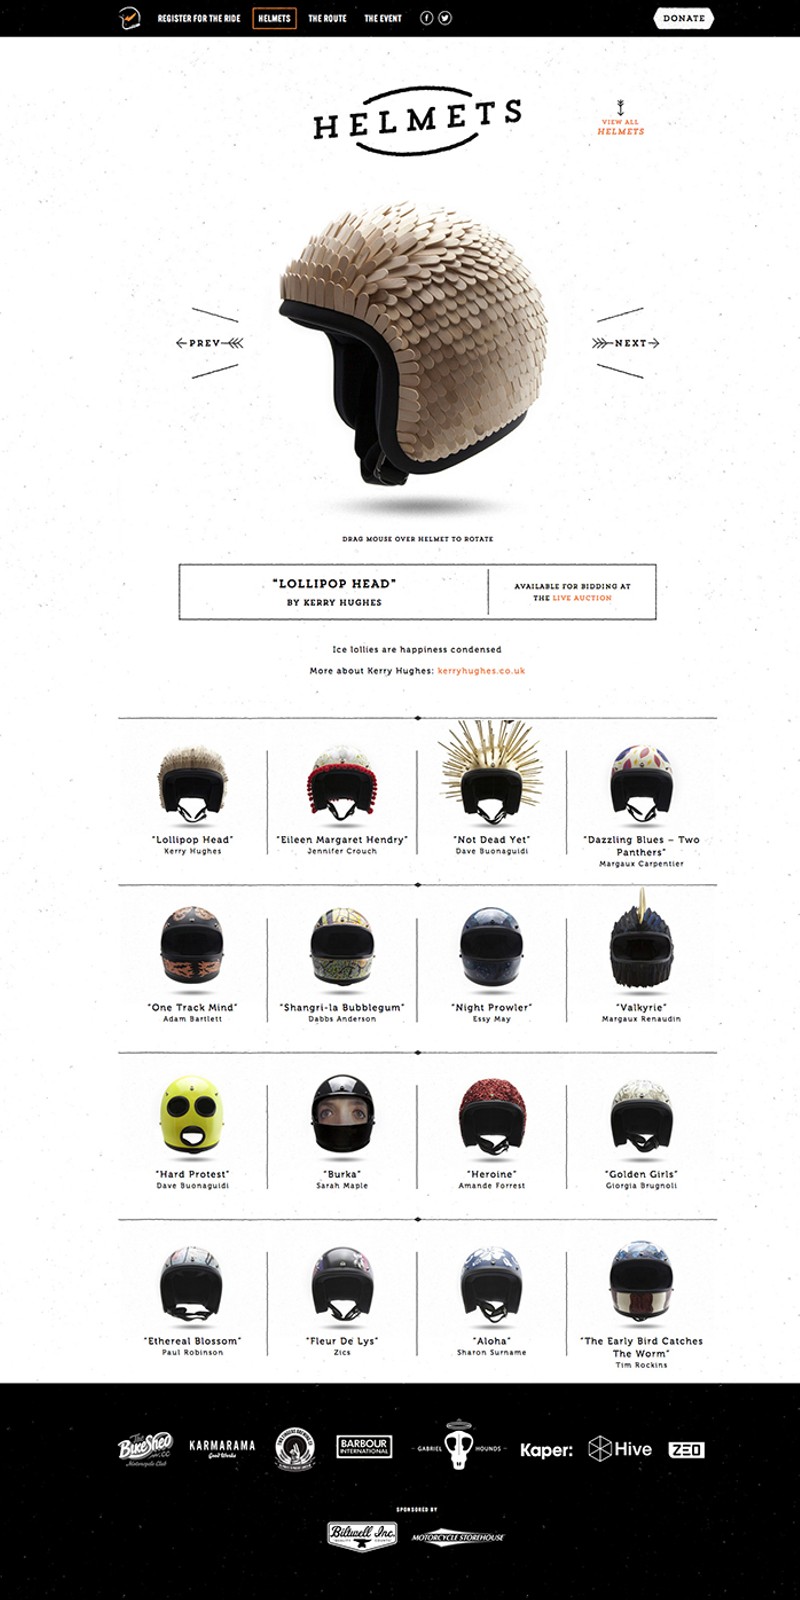 REGISTER FOR THE RIDE
HELMETS
THE ROUTE
THE EVENT
DONATE
HELMETS
VIEW ALL
HELMETS
PREV
NEXT
DRAG MOUSE OVER HELMET TO ROTATE
“LOLLIPOP HEAD”
BY KERRY HUGHES
AVAILABLE FOR BIDDING AT
THE LIVE AUCTION
Ice lollies are happiness condensed
More about Kerry Hughes: kerryhughes.co.uk
“Lollipop Head”
Kerry Hughes
“Eileen Margaret Hendry”
Jennifer Crouch
“Not Dead Yet”
Dave Buonaguidi
“Dazzling Blues – Two
Panthers”
Margaux Carpentier
“One Track Mind”
Adam Bartlett
“Shangri-la Bubblegum”
Dabbs Anderson
“Night Prowler”
Essy May
“Valkyrie”
Margaux Renaudin
“Hard Protest”
Dave Buonaguidi
“Burka”
Sarah Maple
“Heroine”
Amande Forrest
“Golden Girls”
Giorgia Brugnoli
“Ethereal Blossom”
Paul Robinson
“Fleur De Lys”
Zics
“Aloha”
Sharon Surname
“The Early Bird Catches
The Worm”
Tim Rockins
The
BikeShed
Motorcycle Club
KARMARAMA
Good Works
BARBOUR
INTERNATIONAL
GABRIEL HOUNDS
Kaper:
Hive
ZEO
SPONSORED BY
Biltwell Inc.
MOTORCYCLE STOREHOUSE